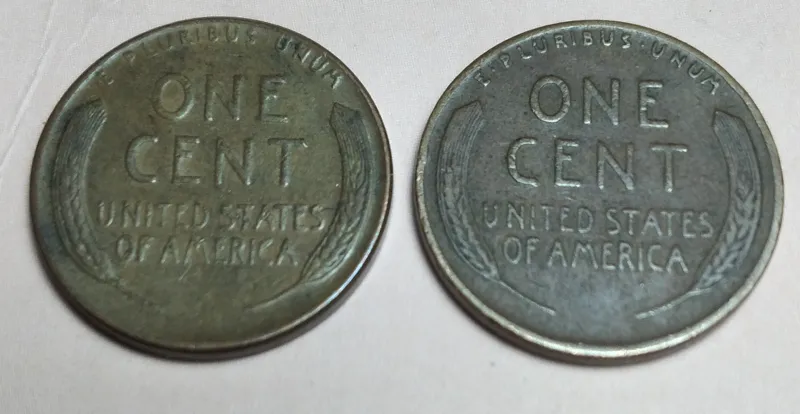 E·PLURIBUS·UNUM
ONE
CENT
UNITED STATES
OF AMERICA
E·PLURIBUS·UNUM
ONE
CENT
UNITED STATES
OF AMERICA